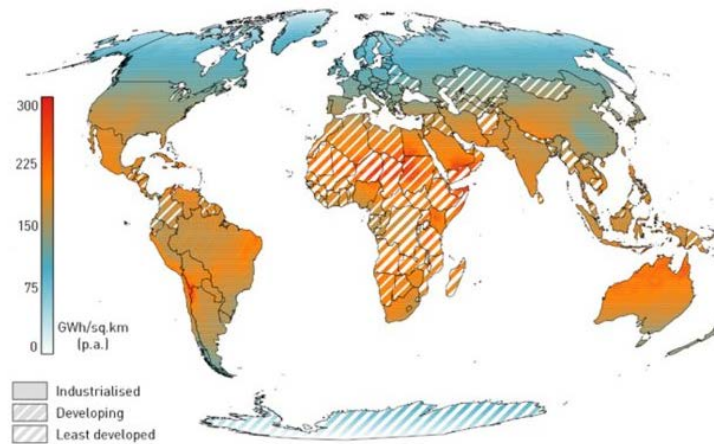 300
225
150
75
0
GWh/sq.km
(p.a.)
Industrialised
Developing
Least developed